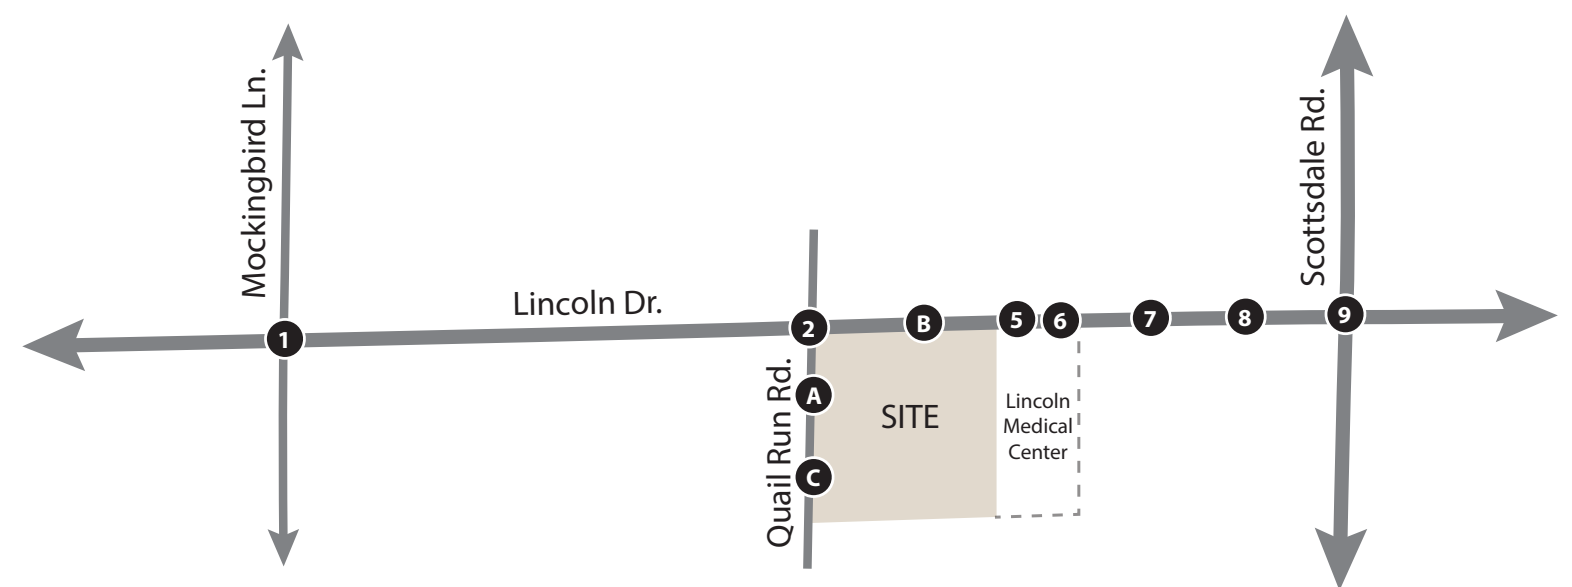 Mockingbird Ln.
Scottsdale Rd.
Lincoln Dr.
1
2
B
5
6
7
8
9
Quail Run Rd.
A
C
SITE
Lincoln
Medical
Center